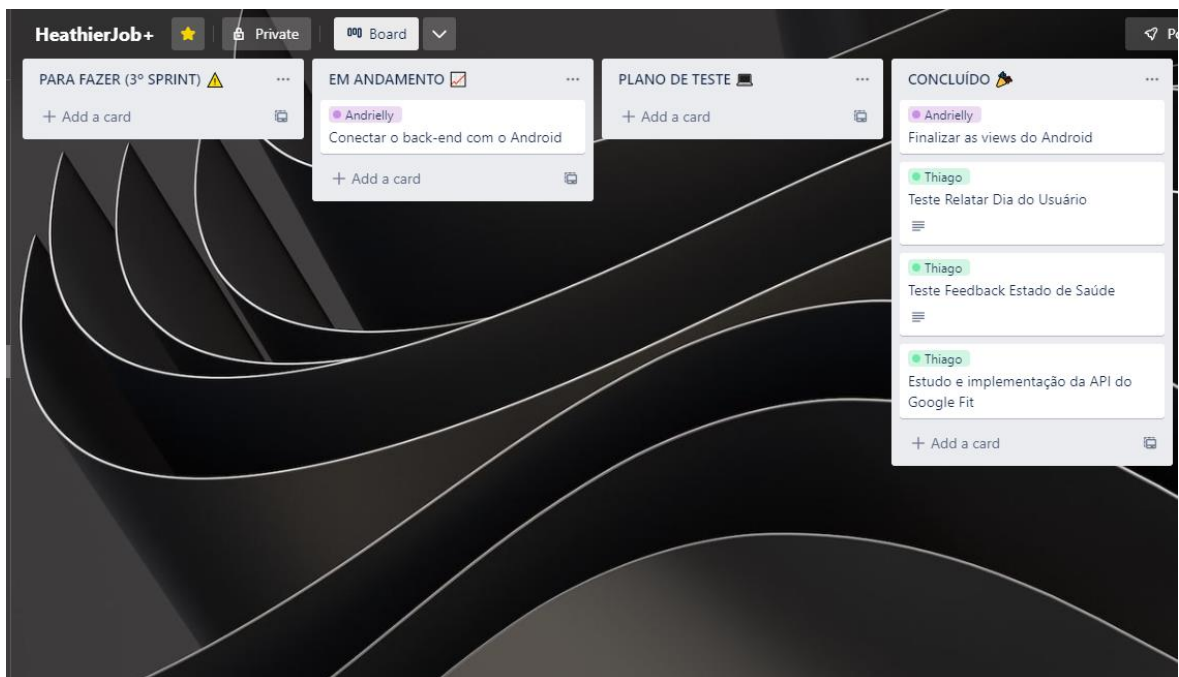 HeathierJob+
Private
Board
PARA FAZER (3º SPRINT) ⚠️
+ Add a card
EM ANDAMENTO 📈
Andrielly
Conectar o back-end com o Android
+ Add a card
PLANO DE TESTE 💻
+ Add a card
CONCLUÍDO 🎉
Andrielly
Finalizar as views do Android
Thiago
Teste Relatar Dia do Usuário
Thiago
Teste Feedback Estado de Saúde
Thiago
Estudo e implementação da API do
Google Fit
+ Add a card